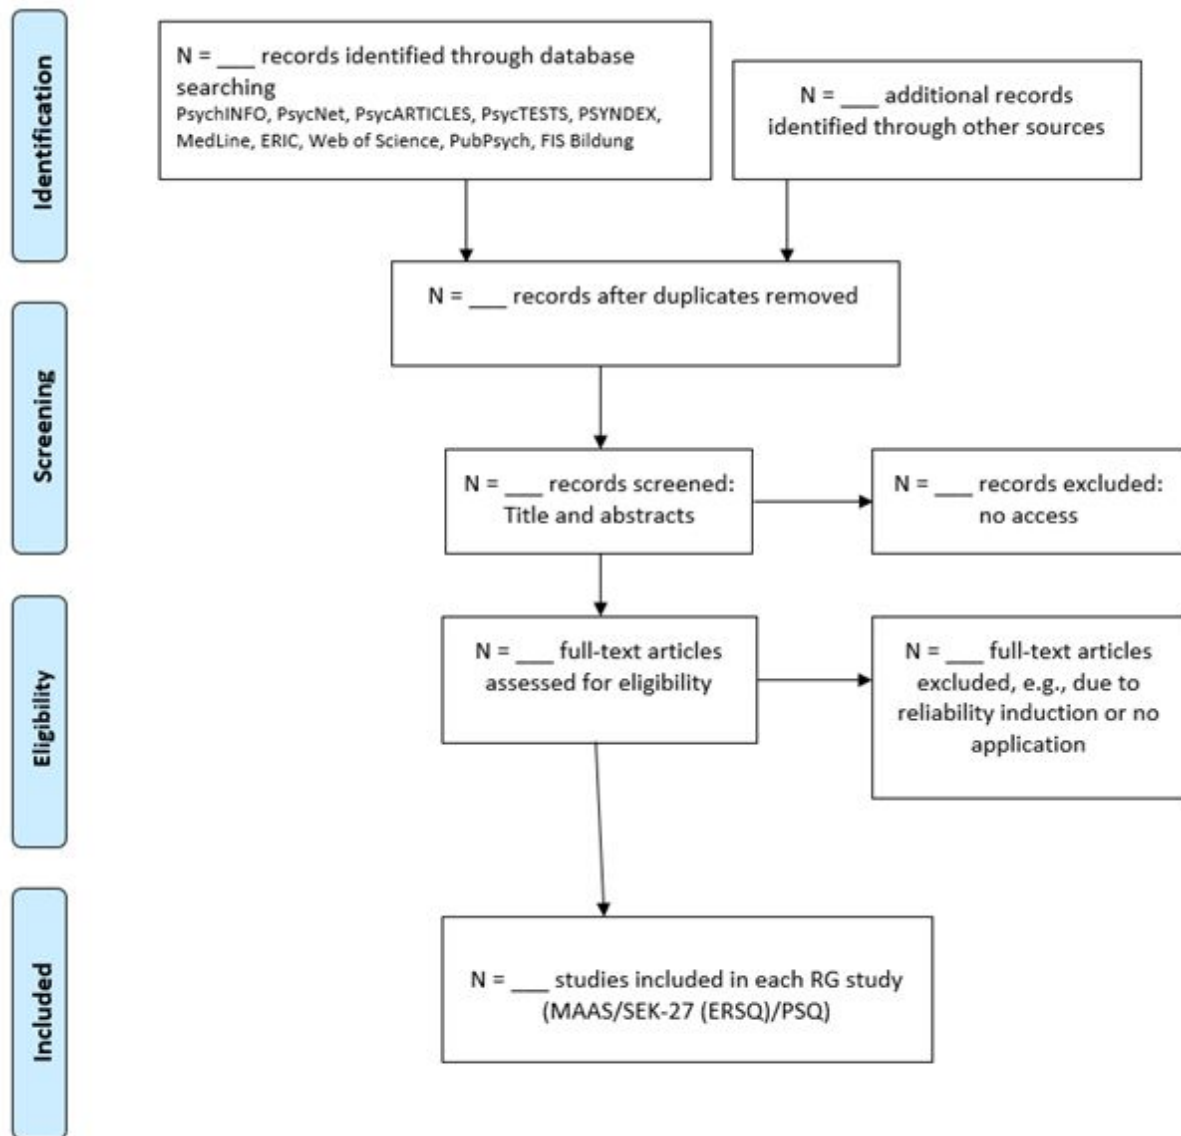 Identification
N = ___ records identified through database
searching
PsychINFO, PsycNet, PsycARTICLES, PsycTESTS, PSYNDEX,
MedLine, ERIC, Web of Science, PubPsych, FIS Bildung
N = ___ additional records
identified through other sources
N = ___ records after duplicates removed
Screening
N = ___ records screened:
Title and abstracts
N = ___ records excluded:
no access
Eligibility
N = ___ full-text articles
assessed for eligibility
N = ___ full-text articles
excluded, e.g., due to
reliability induction or no
application
Included
N = ___ studies included in each RG study
(MAAS/SEK-27 (ERSQ)/PSQ)